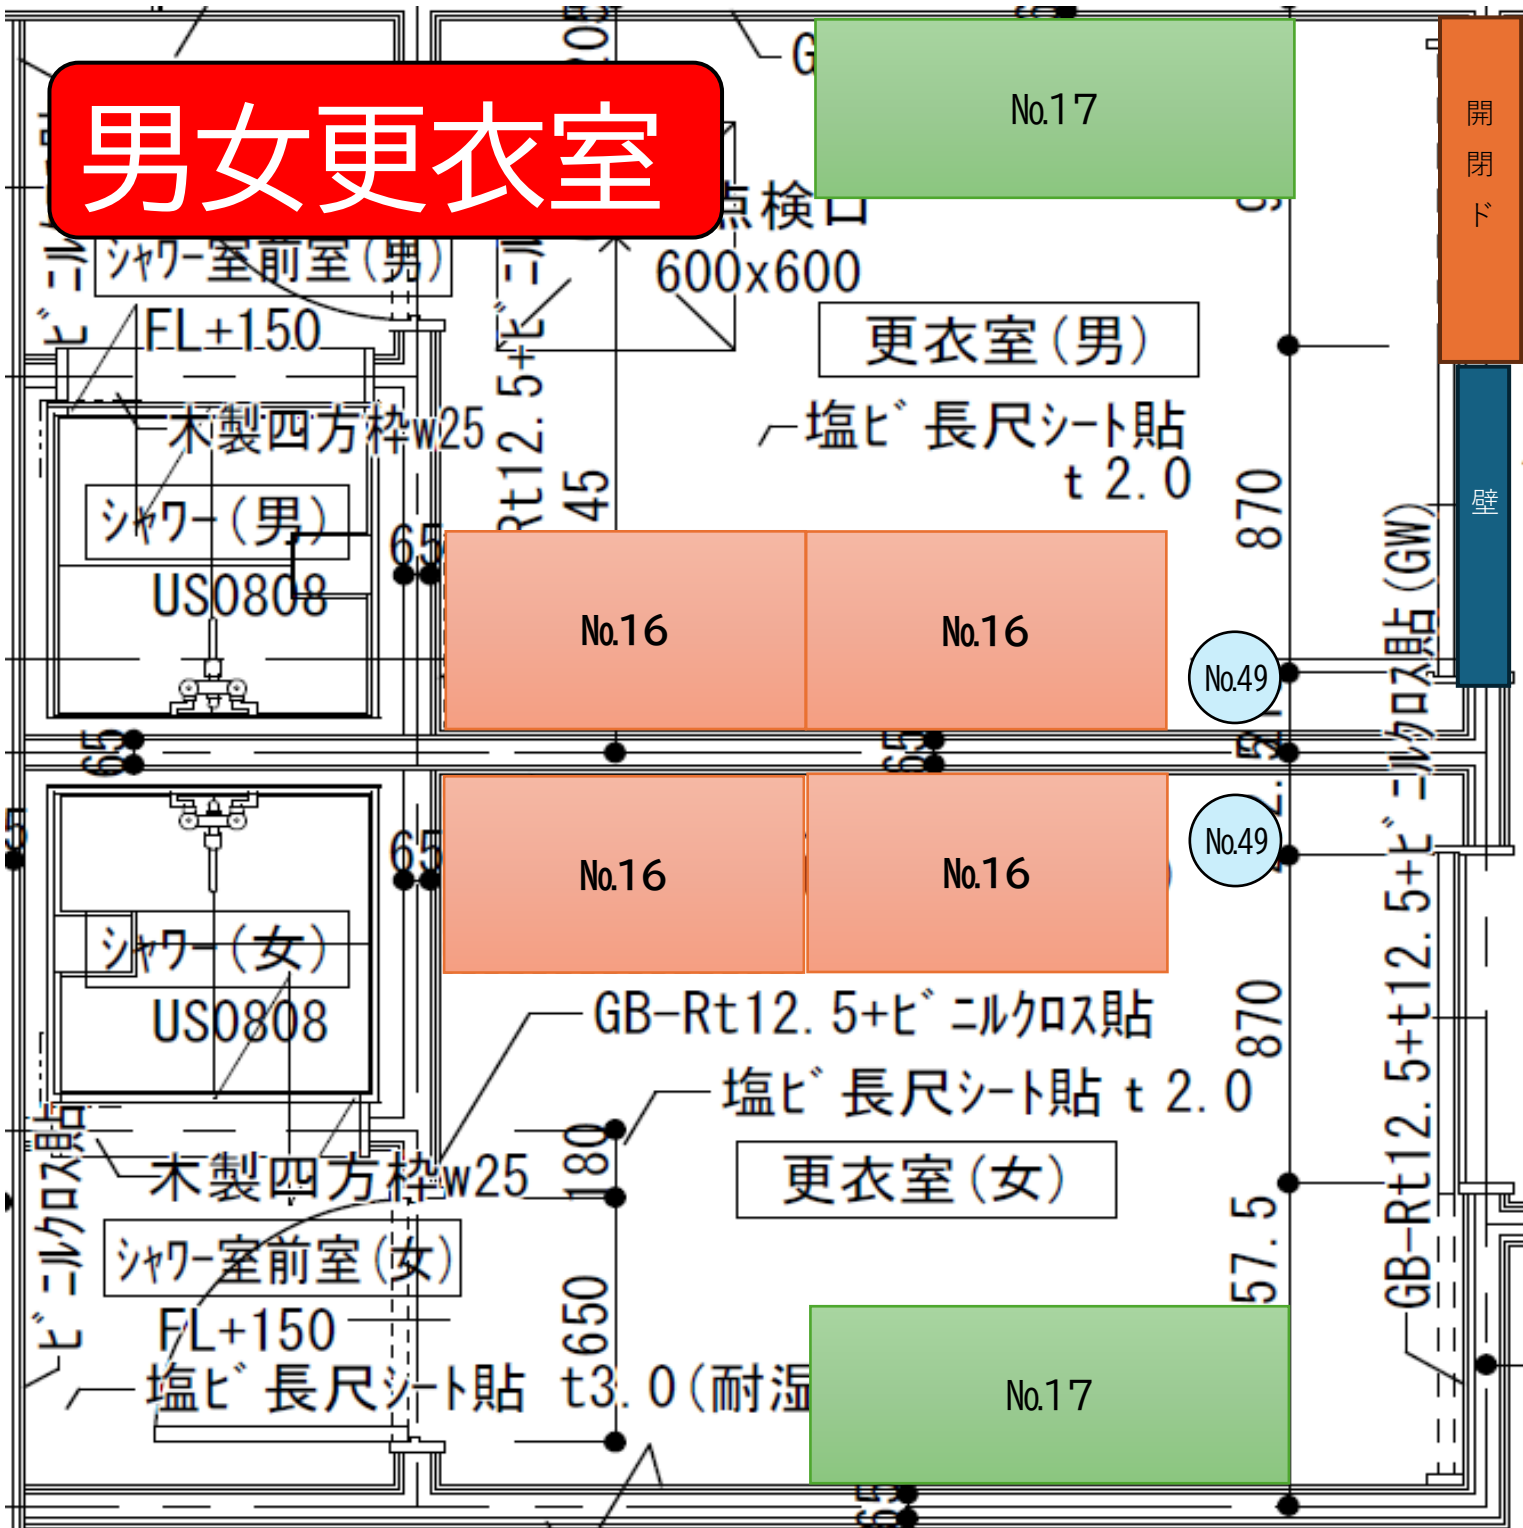 男女更衣室
No.17
開
閉
ド
点検口
600x600
シャワー室前室(男)
FL+150
更衣室(男)
木製四方枠w25
塩ビ長尺シート貼
t 2.0
シャワー(男)
US0808
45
870
65
No.16
No.16
壁
No.49
65
65
No.16
No.16
No.49
65
シャワー(女)
US0808
GB-Rt12.5+ビニルクロス貼
塩ビ長尺シート貼 t 2.0
870
180
木製四方枠w25
更衣室(女)
シャワー室前室(女)
FL+150
650
57.5
塩ビ長尺シート貼 t3.0(耐湿
No.17
ビニルクロス貼
GB-Rt12.5+t12.5+ビニルクロス貼(GW)
65